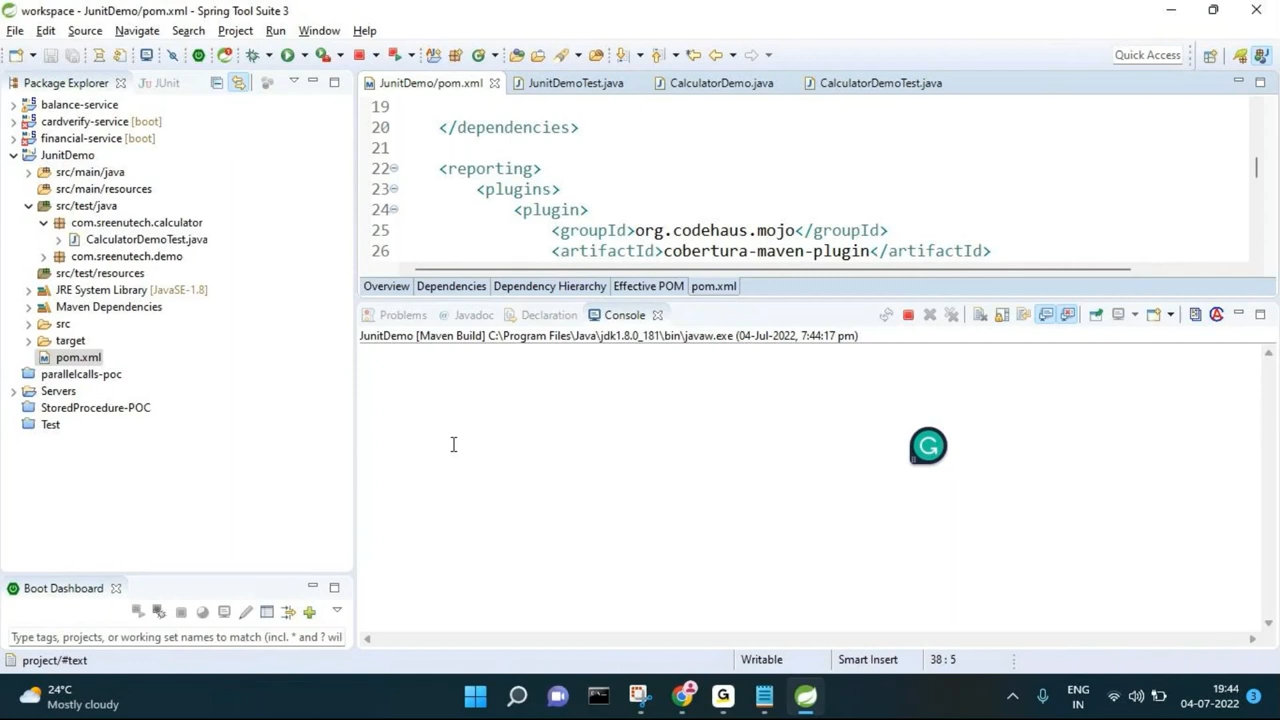 workspace - JunitDemo/pom.xml - Spring Tool Suite 3
File Edit Source Navigate Search Project Run Window Help
Quick Access
Package Explorer
JUnit
balance-service
cardverify-service [boot]
financial-service [boot]
JunitDemo
src/main/java
src/main/resources
src/test/java
com.sreenutech.calculator
CalculatorDemoTest.java
com.sreenutech.demo
src/test/resources
JRE System Library [JavaSE-1.8]
Maven Dependencies
src
target
pom.xml
parallelcalls-poc
Servers
StoredProcedure-POC
Test
Boot Dashboard
Type tags, projects, or working set names to match (incl. * and ? wil
JunitDemo/pom.xml JunitDemoTest.java CalculatorDemo.java CalculatorDemoTest.java
19
20 </dependencies>
21
22 <reporting>
23 <plugins>
24 <plugin>
25 <groupId>org.codehaus.mojo</groupId>
26 <artifactId>cobertura-maven-plugin</artifactId>
Overview Dependencies Dependency Hierarchy Effective POM pom.xml
Problems Javadoc Declaration Console
JunitDemo [Maven Build] C:\Program Files\Java\jdk1.8.0_181\bin\javaw.exe (04-Jul-2022, 7:44:17 pm)
project/#text
Writable Smart Insert 38 : 5
24°C
Mostly cloudy
ENG
IN
19:44
04-07-2022
3